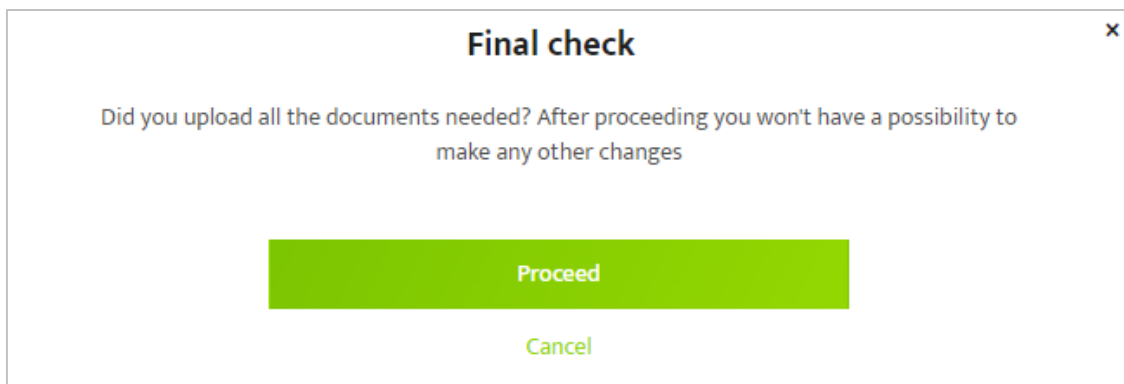 Final check
×
Did you upload all the documents needed? After proceeding you won't have a possibility to
make any other changes
Proceed
Cancel